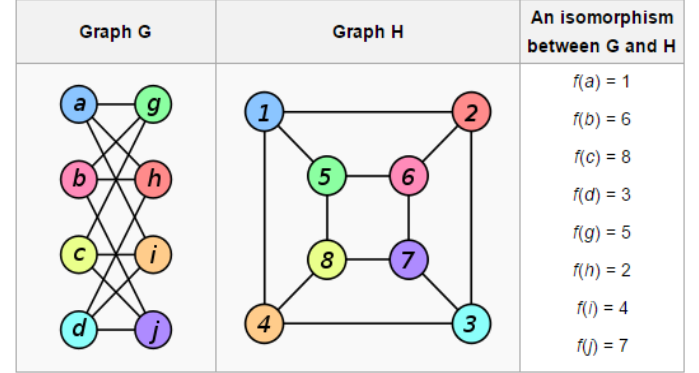 Graph G
Graph H
An isomorphism
between G and H
a
g
b
h
c
i
d
j
1
2
5
6
8
7
4
3
f(a) = 1
f(b) = 6
f(c) = 8
f(d) = 3
f(g) = 5
f(h) = 2
f(i) = 4
f(j) = 7